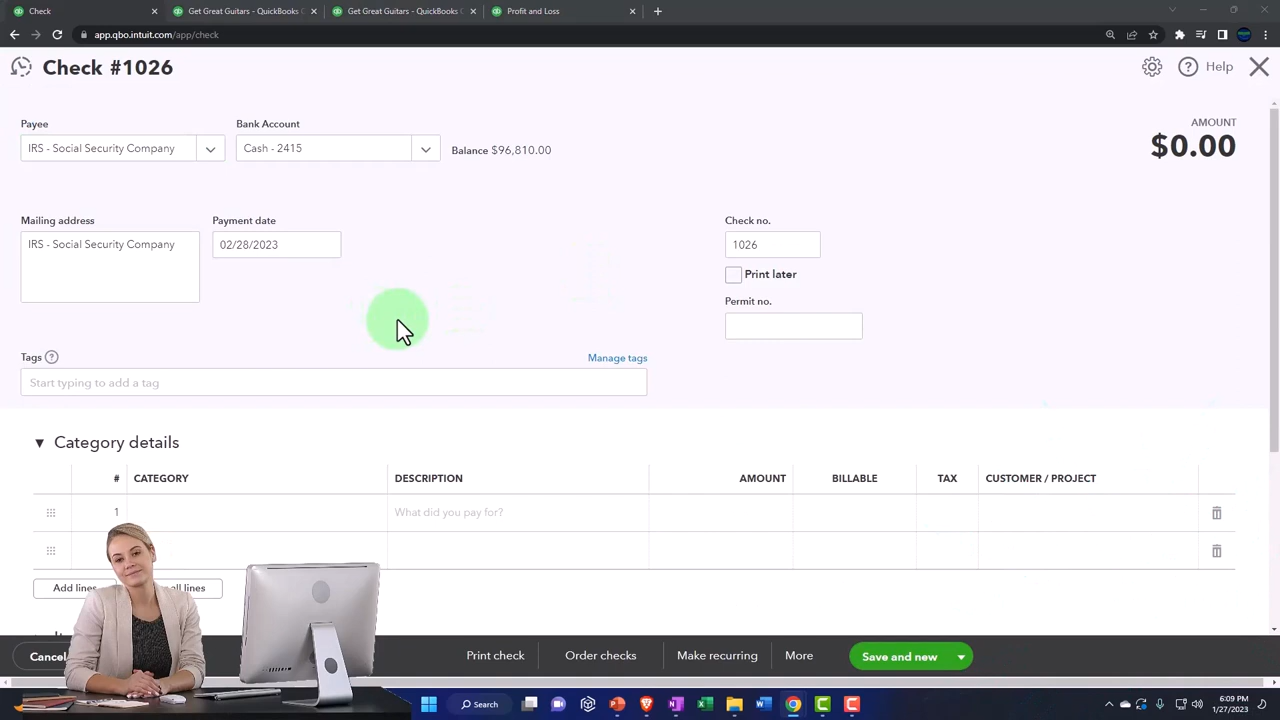 Check
Get Great Guitars - QuickBooks C
Get Great Guitars - QuickBooks C
Profit and Loss
app.qbo.intuit.com/app/check
Check #1026
Help
Payee
Bank Account
AMOUNT
IRS - Social Security Company
Cash - 2415
Balance $96,810.00
$0.00
Mailing address
Payment date
Check no.
IRS - Social Security Company
02/28/2023
1026
Print later
Permit no.
Tags
Manage tags
Start typing to add a tag
Category details
# CATEGORY DESCRIPTION AMOUNT BILLABLE TAX CUSTOMER / PROJECT
1 What did you pay for?
Add lines
all lines
Cancel
Print check
Order checks
Make recurring
More
Save and new
Search
6:09 PM
1/27/2023